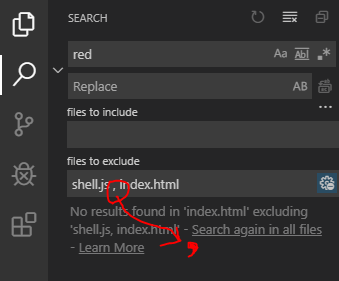 SEARCH
red
Aa Abl .*
Replace
AB
...
files to include
files to exclude
shell.js , index.html
No results found in 'index.html' excluding
'shell.js, index.html' - Search again in all files
- Learn More
,